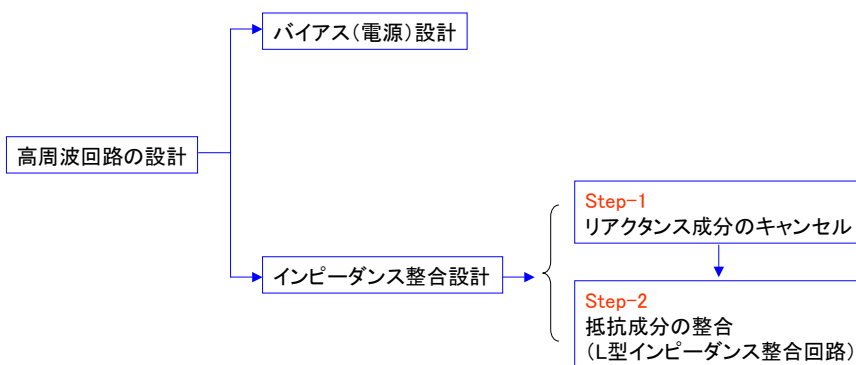 バイアス（電源）設計
高周波回路の設計
インピーダンス整合設計
Step-1
リアクタンス成分のキャンセル
Step-2
抵抗成分の整合
（L型インピーダンス整合回路）